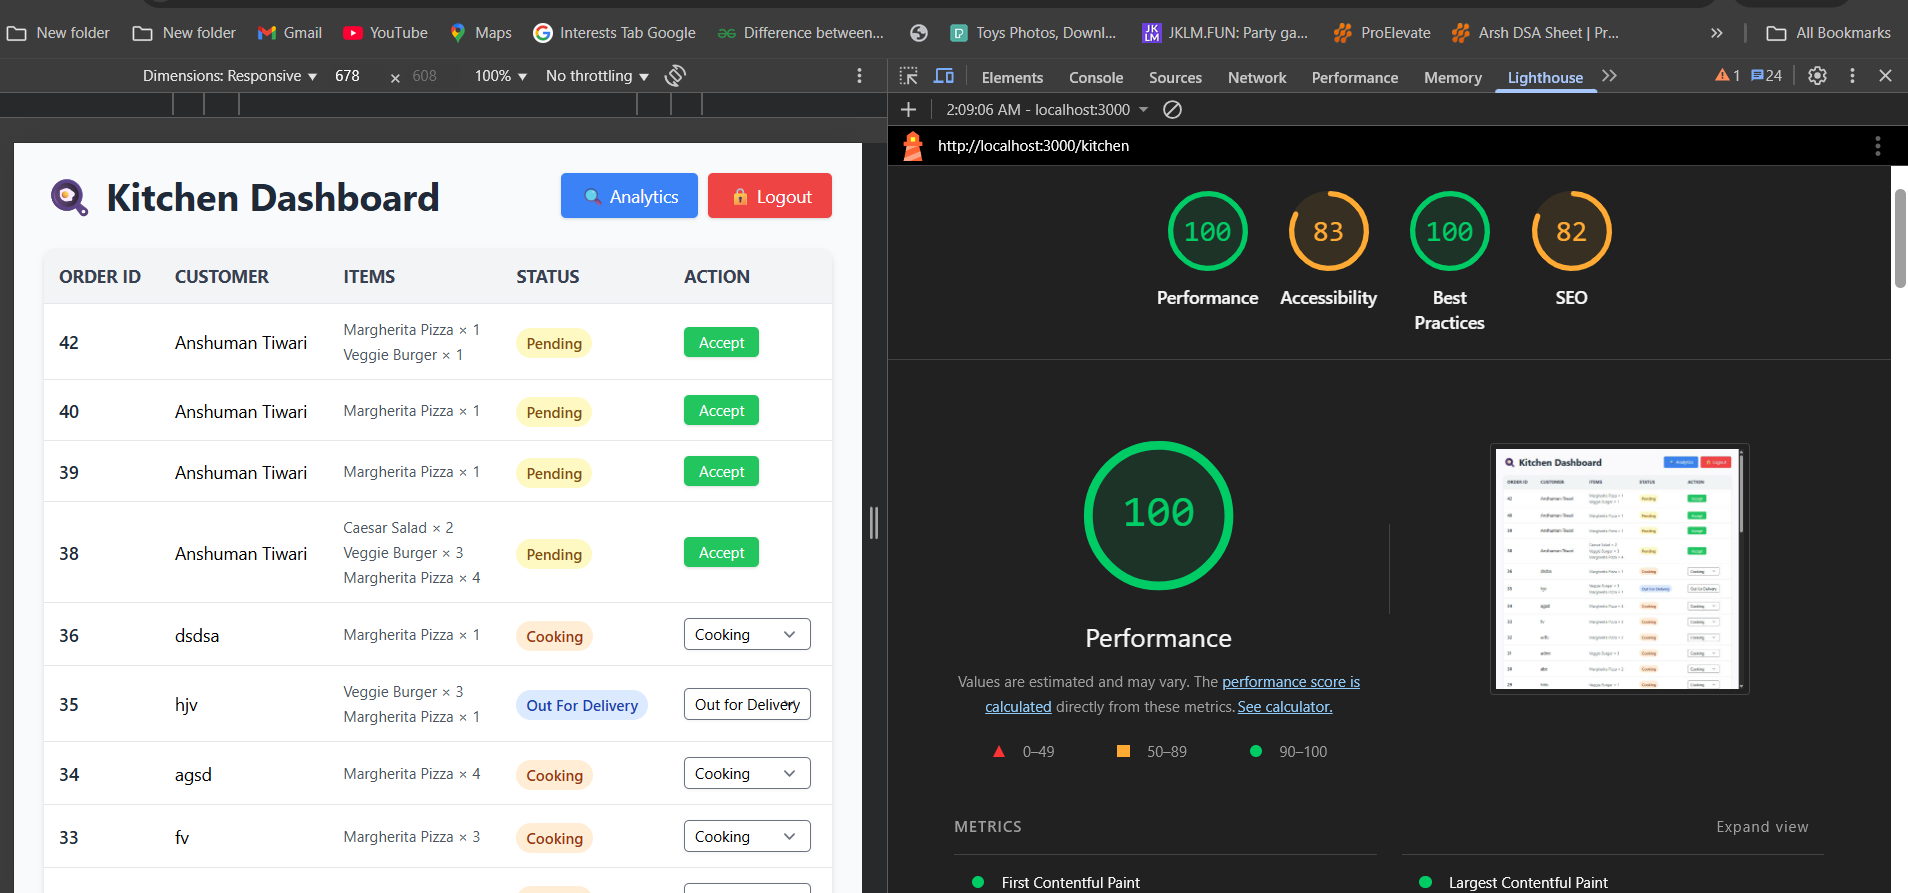 New folder New folder Gmail YouTube Maps Interests Tab Google Difference between... Toys Photos, Downl... JKLM.FUN: Party ga... ProElevate Arsh DSA Sheet | Pr... » All Bookmarks
Dimensions: Responsive 678 × 608 100% No throttling
Elements Console Sources Network Performance Memory Lighthouse 1 24
2:09:06 AM - localhost:3000
http://localhost:3000/kitchen
Kitchen Dashboard Analytics Logout
ORDER ID CUSTOMER ITEMS STATUS ACTION
42 Anshuman Tiwari Margherita Pizza × 1 Pending Accept
Veggie Burger × 1
40 Anshuman Tiwari Margherita Pizza × 1 Pending Accept
39 Anshuman Tiwari Margherita Pizza × 1 Pending Accept
38 Anshuman Tiwari Caesar Salad × 2 Pending Accept
Veggie Burger × 3
Margherita Pizza × 4
36 dsdsa Margherita Pizza × 1 Cooking Cooking
35 hjv Veggie Burger × 3 Out For Delivery Out for Delivery
Margherita Pizza × 1
34 agsd Margherita Pizza × 4 Cooking Cooking
33 fv Margherita Pizza × 3 Cooking Cooking
100 83 100 82
Performance Accessibility Best Practices SEO
100
Performance
Values are estimated and may vary. The performance score is
calculated directly from these metrics. See calculator.
0–49 50–89 90–100
Kitchen Dashboard
METRICS Expand view
First Contentful Paint Largest Contentful Paint